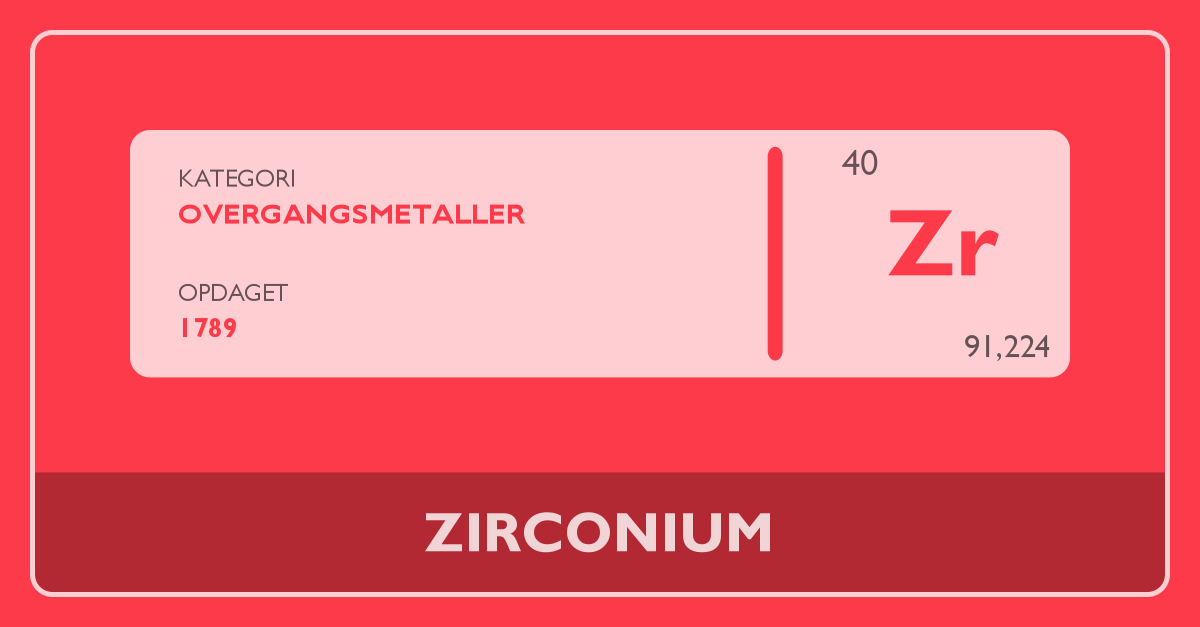 KATEGORI
OVERGANGSMETALLER
OPDAGET
1789
40
Zr
91,224
ZIRCONIUM